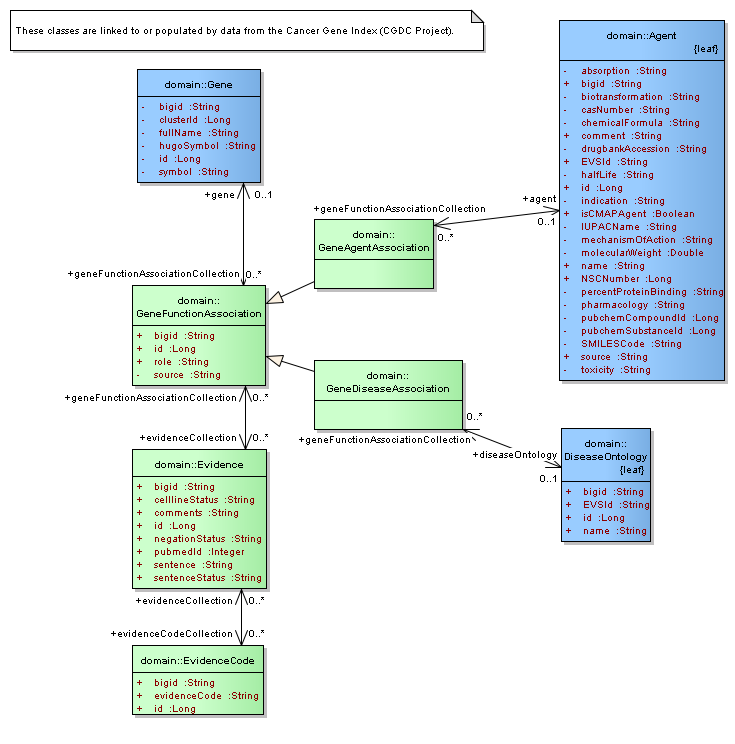 These classes are linked to or populated by data from the Cancer Gene Index (CGDC Project).
domain::Gene
- bigid :String
- clusterId :Long
- fullName :String
- hugoSymbol :String
- id :Long
- symbol :String
+gene 0..1
+geneFunctionAssociationCollection 0..*
domain::
GeneFunctionAssociation
+ bigid :String
+ id :Long
+ role :String
- source :String
+geneFunctionAssociationCollection 0..*
+evidenceCollection 0..*
domain::Evidence
+ bigid :String
+ celllineStatus :String
+ comments :String
+ id :Long
+ negationStatus :String
+ pubmedId :Integer
+ sentence :String
+ sentenceStatus :String
+evidenceCollection 0..*
+evidenceCodeCollection 0..*
domain::EvidenceCode
+ bigid :String
+ evidenceCode :String
+ id :Long
+geneFunctionAssociationCollection
0..*
domain::
GeneAgentAssociation
domain::
GeneDiseaseAssociation
0..*
+geneFunctionAssociationCollection
+agent
0..1
domain::Agent
{leaf}
- absorption :String
+ bigid :String
- biotransformation :String
- casNumber :String
- chemicalFormula :String
+ comment :String
- drugbankAccession :String
+ EVSId :String
- halfLife :String
+ id :Long
- indication :String
+ isCMAPAgent :Boolean
- IUPACName :String
- mechanismOfAction :String
- molecularWeight :Double
+ name :String
+ NSCNumber :Long
- percentProteinBinding :String
- pharmacology :String
- pubchemCompoundId :Long
- pubchemSubstanceId :Long
- SMILESCode :String
+ source :String
- toxicity :String
+diseaseOntology
0..1
domain::
DiseaseOntology
{leaf}
+ bigid :String
+ EVSId :String
+ id :Long
+ name :String